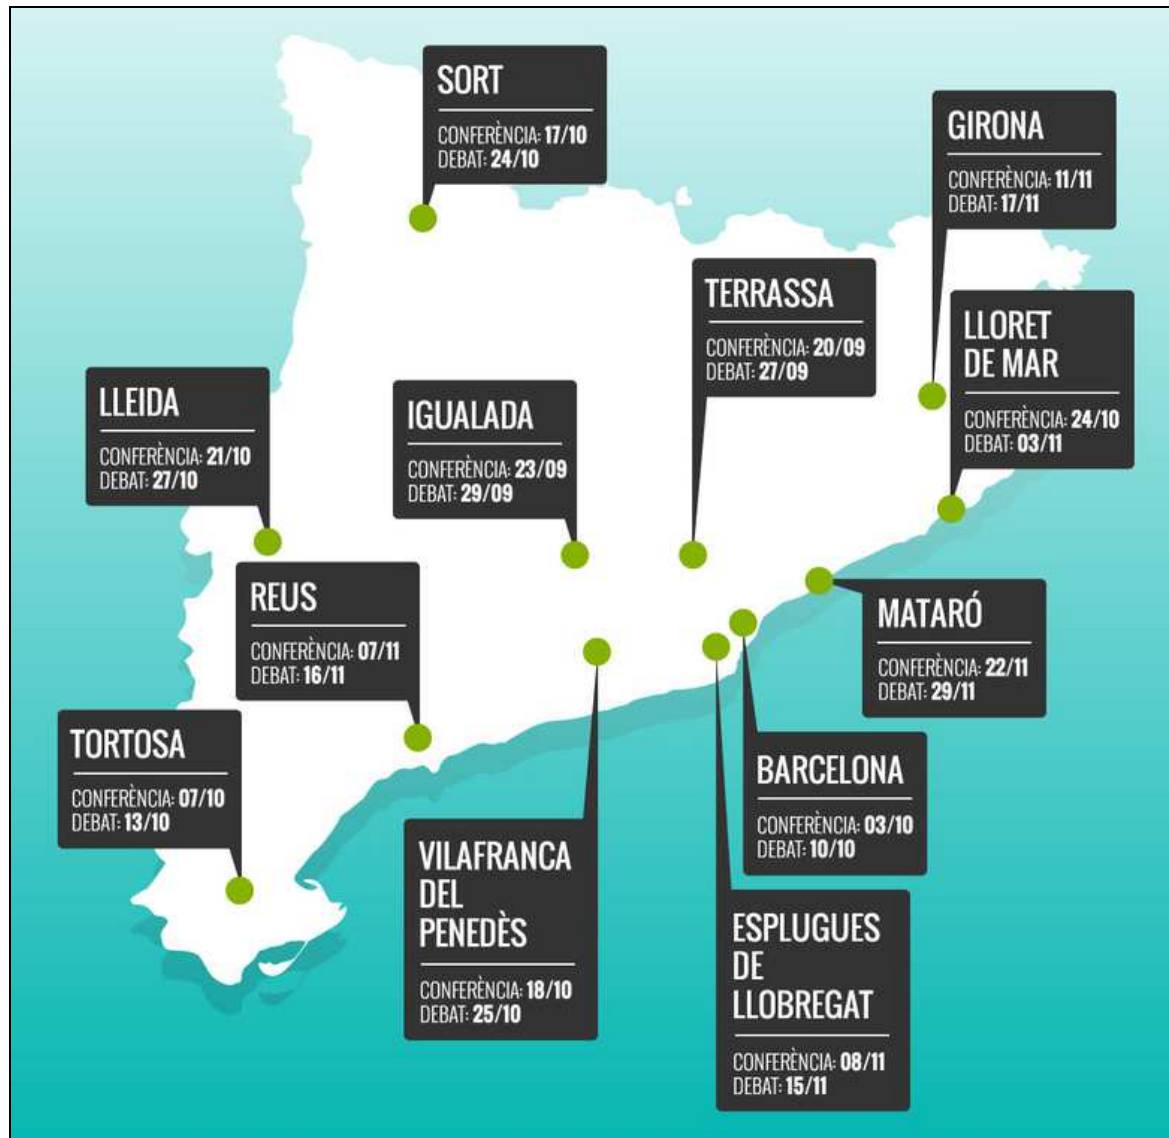 SORT
CONFERÈNCIA: 17/10
DEBAT: 24/10
GIRONA
CONFERÈNCIA: 11/11
DEBAT: 17/11
TERRASSA
CONFERÈNCIA: 20/09
DEBAT: 27/09
LLORET
DE MAR
CONFERÈNCIA: 24/10
DEBAT: 03/11
LLEIDA
CONFERÈNCIA: 21/10
DEBAT: 27/10
IGUALADA
CONFERÈNCIA: 23/09
DEBAT: 29/09
REUS
CONFERÈNCIA: 07/11
DEBAT: 16/11
MATARÓ
CONFERÈNCIA: 22/11
DEBAT: 29/11
TORTOSA
CONFERÈNCIA: 07/10
DEBAT: 13/10
BARCELONA
CONFERÈNCIA: 03/10
DEBAT: 10/10
VILAFRANCA
DEL
PENEDÈS
CONFERÈNCIA: 18/10
DEBAT: 25/10
ESPLUGUES
DE
LLOBREGAT
CONFERÈNCIA: 08/11
DEBAT: 15/11